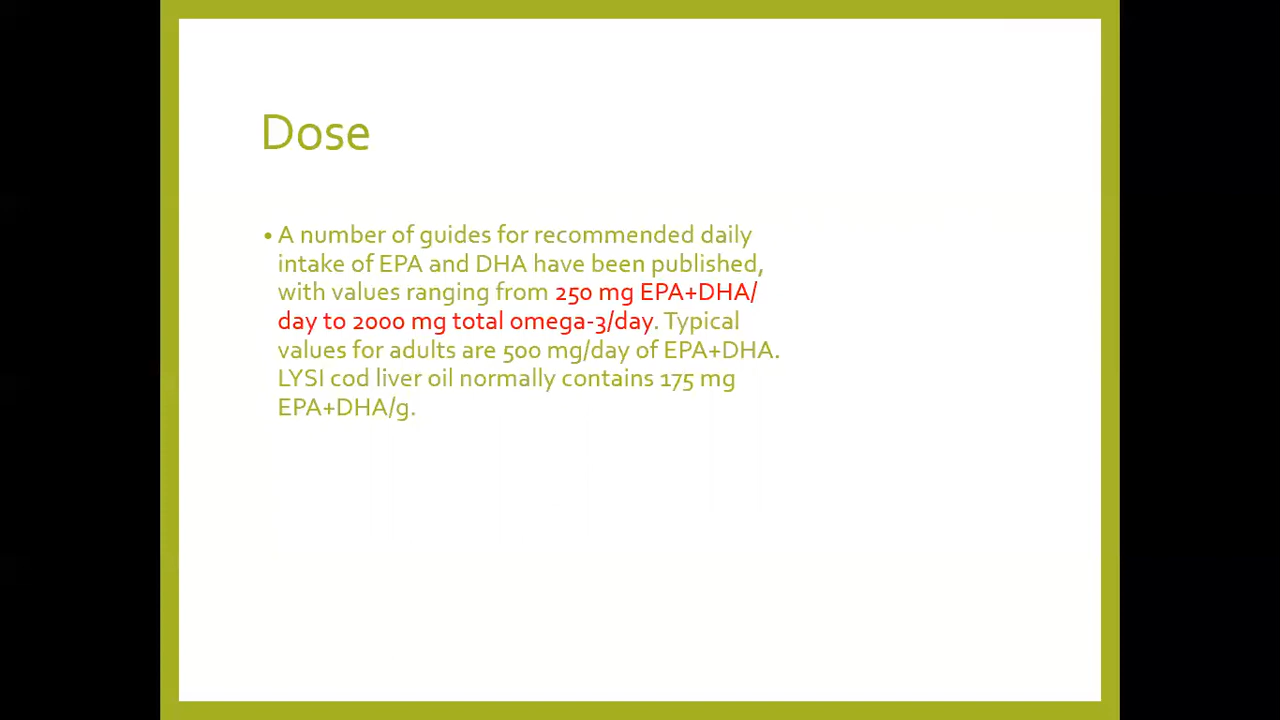 Dose
• A number of guides for recommended daily
intake of EPA and DHA have been published,
with values ranging from 250 mg EPA+DHA/
day to 2000 mg total omega-3/day. Typical
values for adults are 500 mg/day of EPA+DHA.
LYSI cod liver oil normally contains 175 mg
EPA+DHA/g.